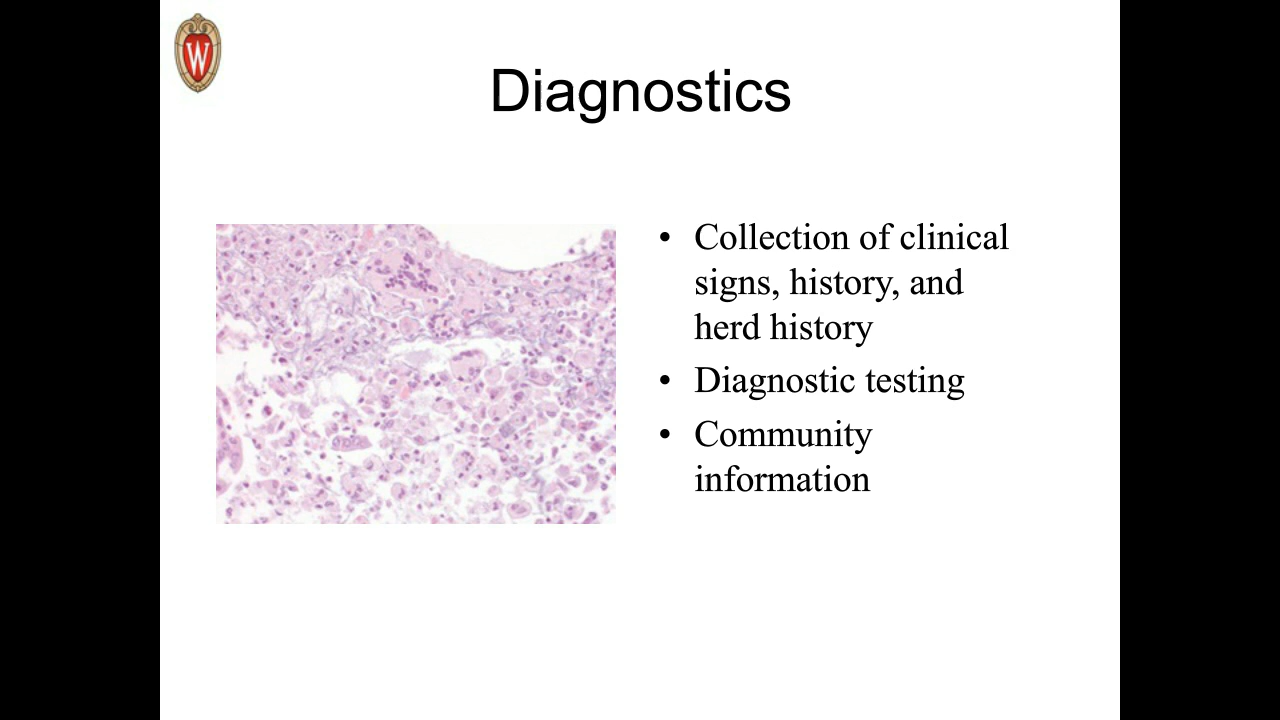 W
Diagnostics
• Collection of clinical
signs, history, and
herd history
• Diagnostic testing
• Community
information